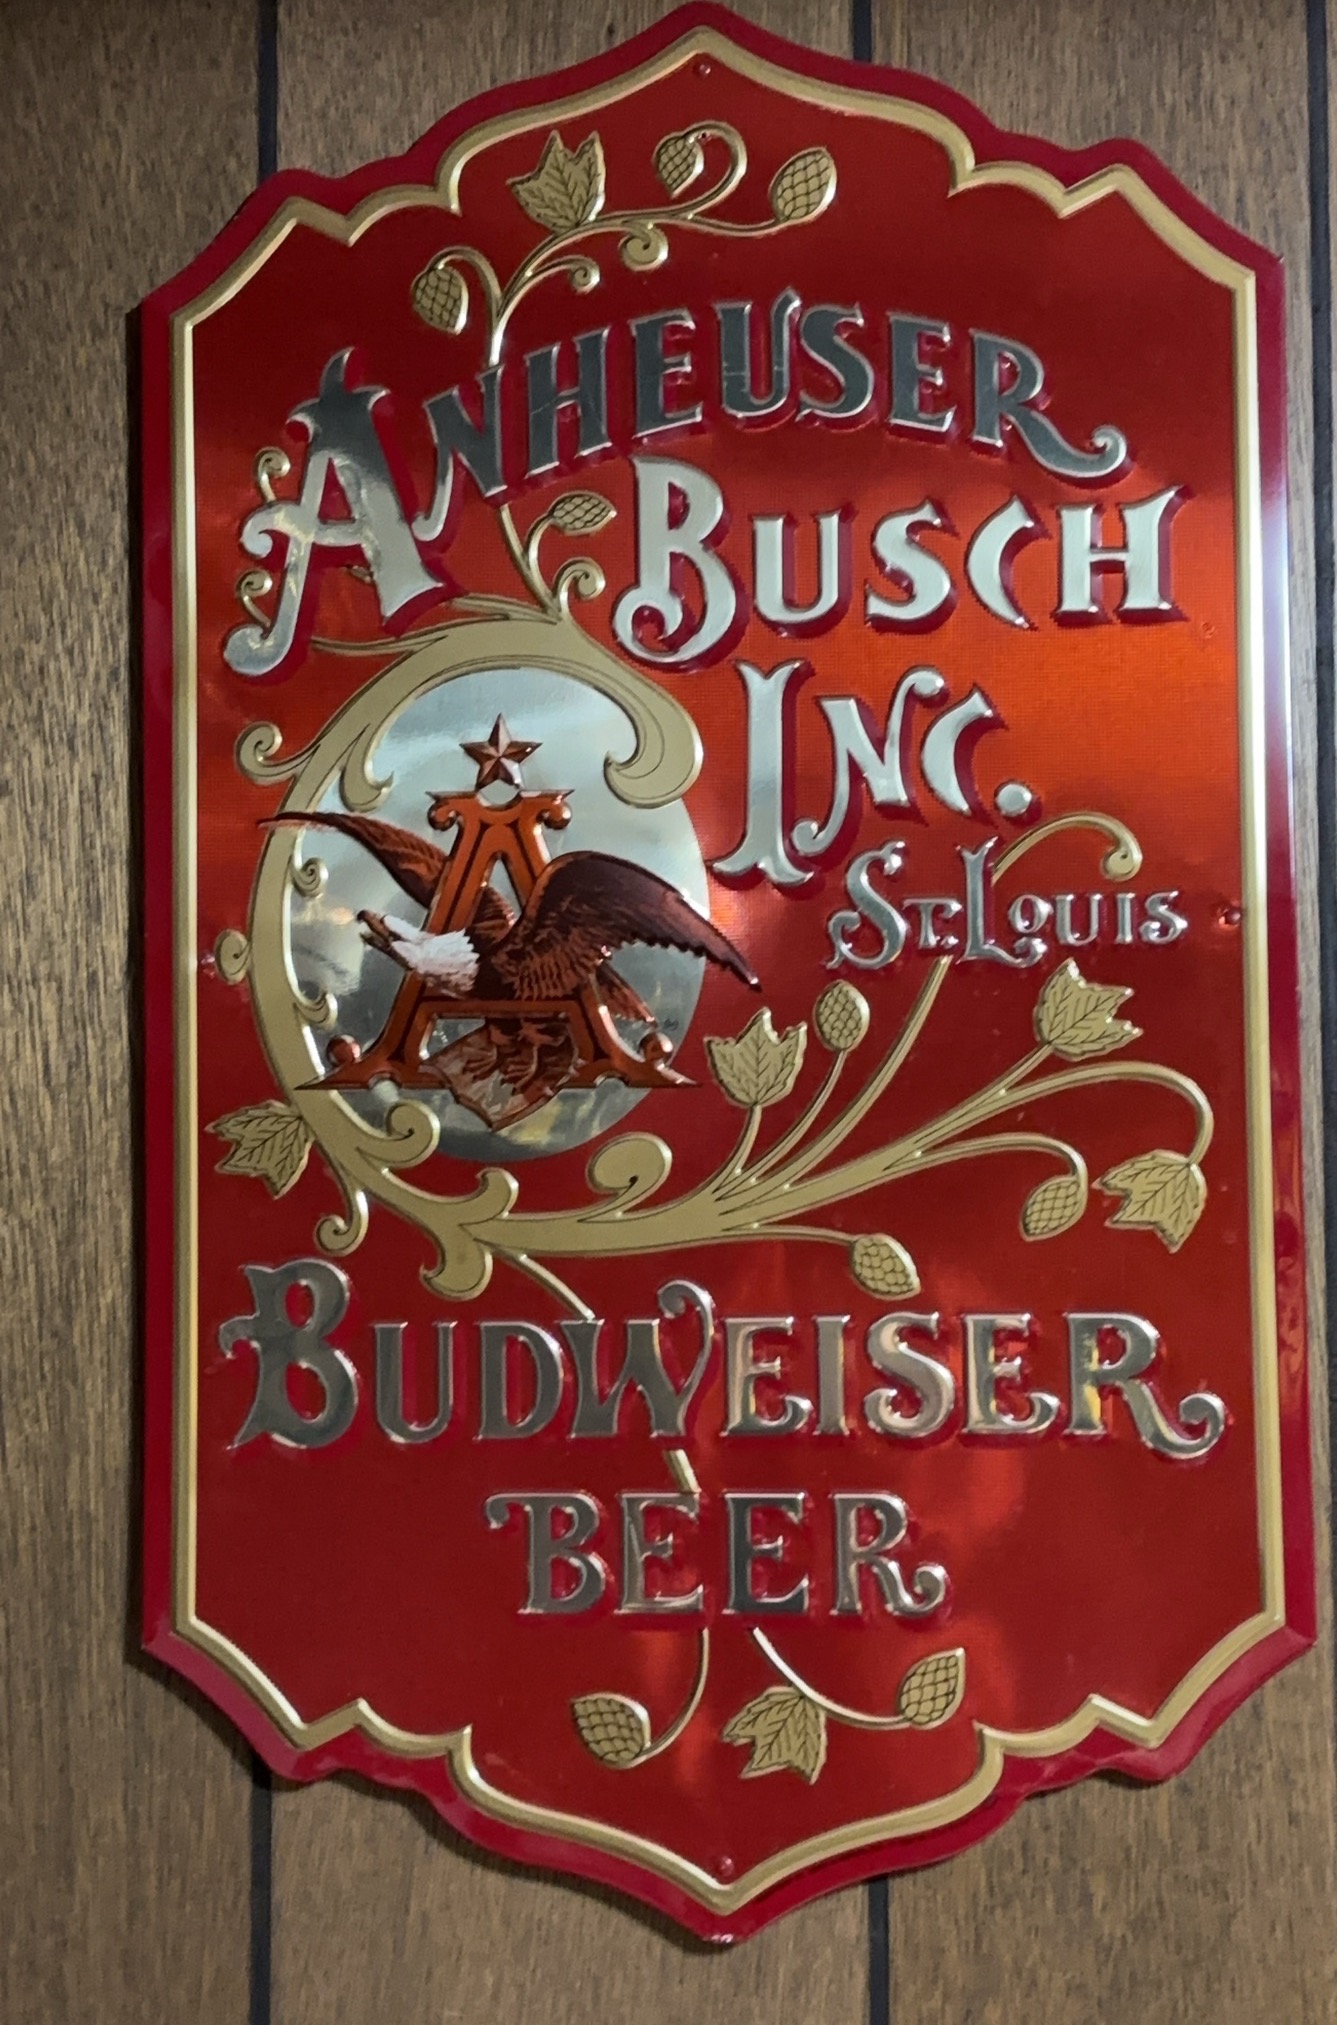 ANHEUSER
BUSCH
INC.
ST. LOUIS
A
BUDWEISER
BEER